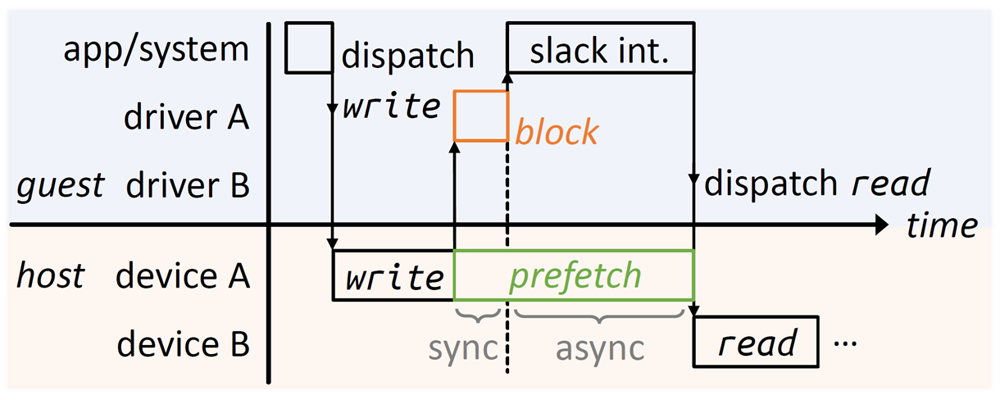 app/system
dispatch
slack int.
driver A
write
block
guest driver B
dispatch read
time
host device A
write
prefetch
sync
async
device B
read
...